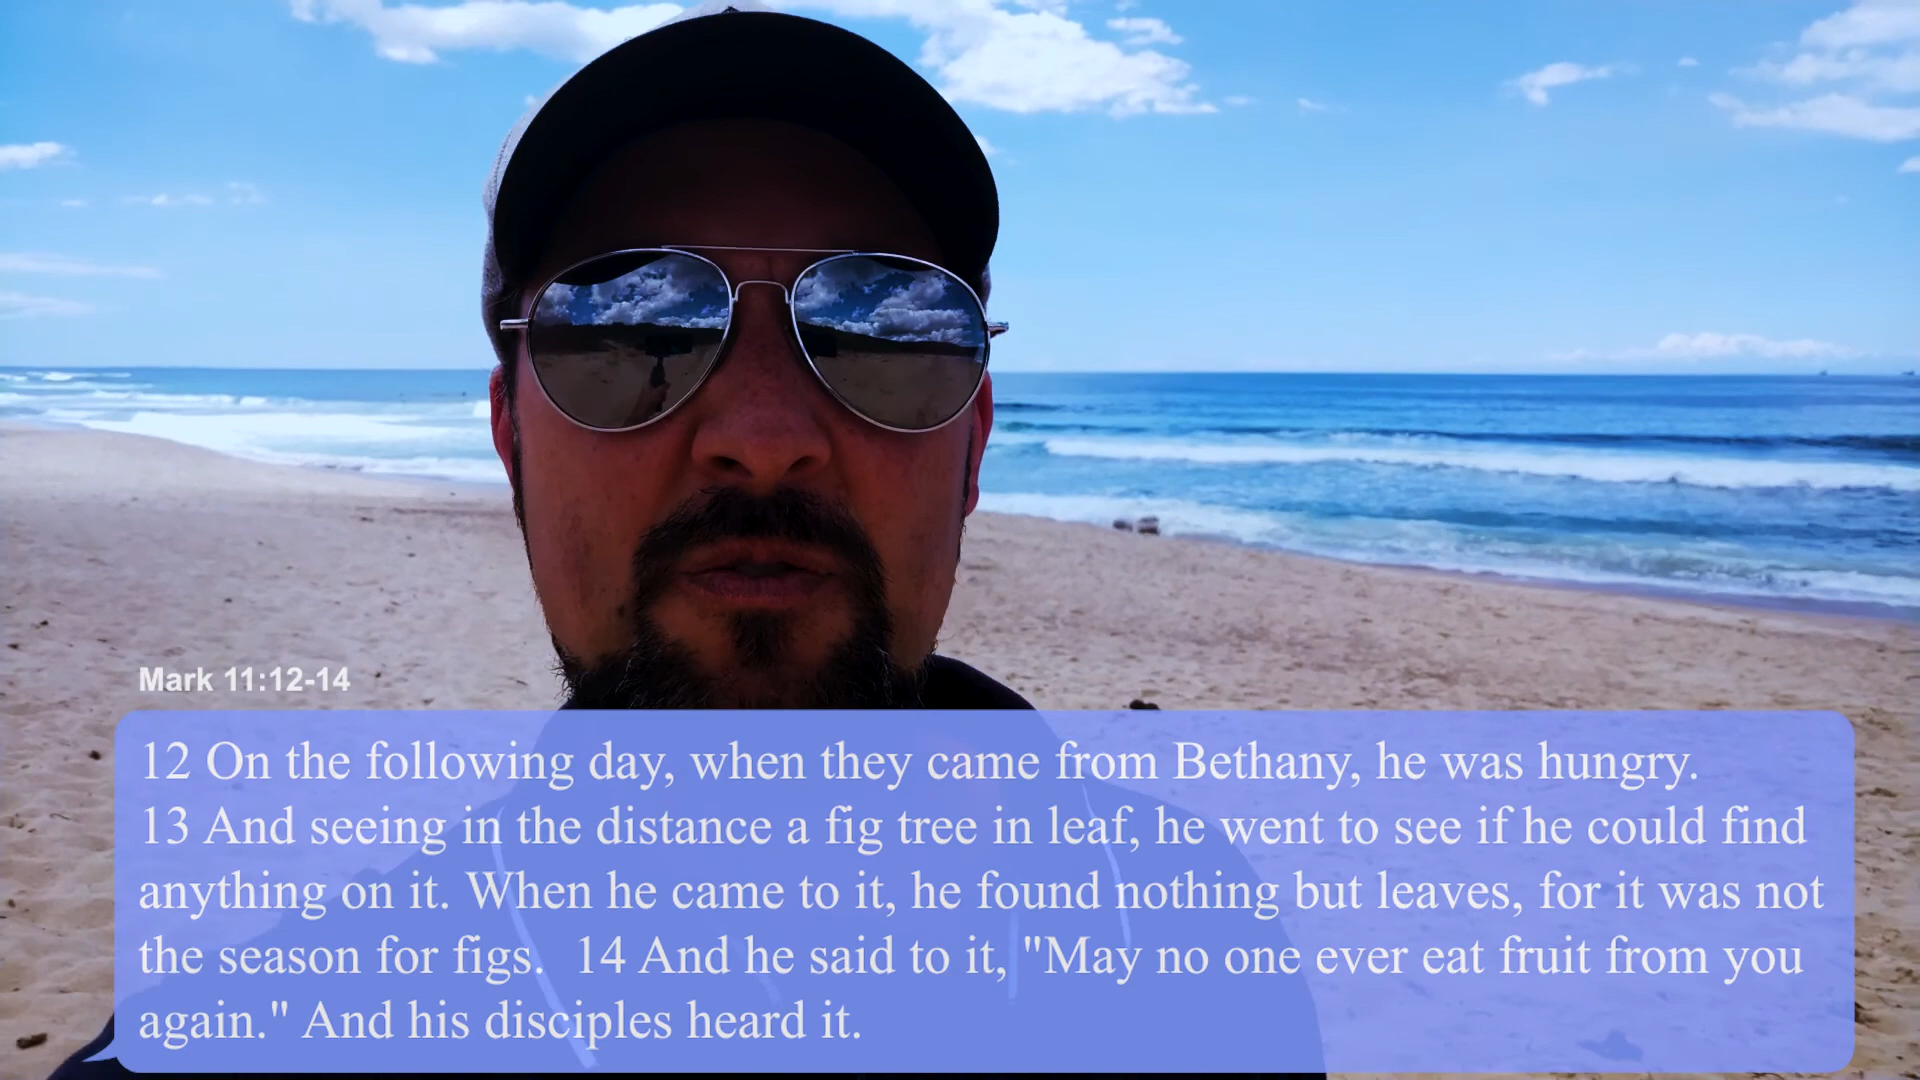 Mark 11:12-14
12 On the following day, when they came from Bethany, he was hungry.
13 And seeing in the distance a fig tree in leaf, he went to see if he could find
anything on it. When he came to it, he found nothing but leaves, for it was not
the season for figs.  14 And he said to it, "May no one ever eat fruit from you
again." And his disciples heard it.